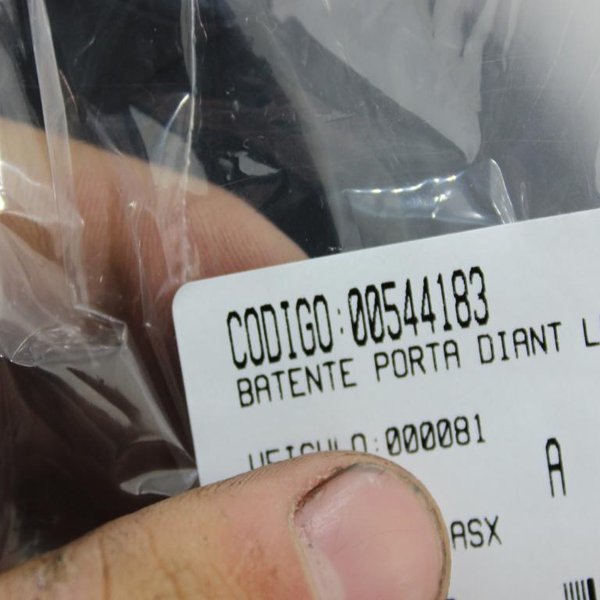 CODIGO:00544183
BATENTE PORTA DIANT
VEICULO:000081
A
ASX